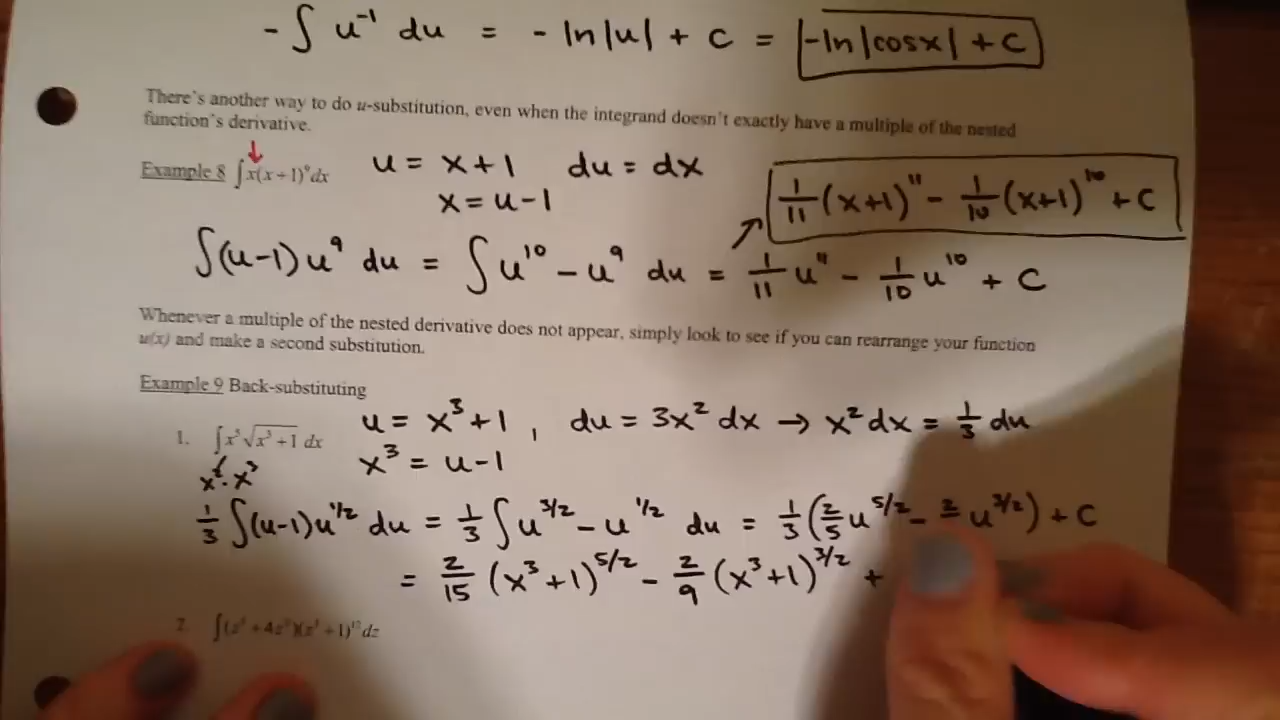 -∫ u⁻¹ du = - ln|u| + C = -ln|cosx| + C
There's another way to do u-substitution, even when the integrand doesn't exactly have a multiple of the nested
function's derivative.
Example 8 ∫x(x+1)⁹dx u = x+1 du = dx
x = u-1
1/11 (x+1)¹¹ - 1/10 (x+1)¹⁰ + C
∫(u-1)u⁹ du = ∫u¹⁰ - u⁹ du = 1/11 u¹¹ - 1/10 u¹⁰ + C
Whenever a multiple of the nested derivative does not appear, simply look to see if you can rearrange your function
u(x) and make a second substitution.
Example 9 Back-substituting
u = x³+1, du = 3x² dx → x² dx = 1/3 du
1. ∫x⁵√(x³+1) dx
x³ = u-1
x²·x³
1/3 ∫(u-1)u^(1/2) du = 1/3 ∫u^(3/2) - u^(1/2) du = 1/3 (2/5 u^(5/2) - u^(3/2)) + C
= 2/15 (x³+1)^(5/2) - 2/9 (x³+1)^(3/2) +
2.